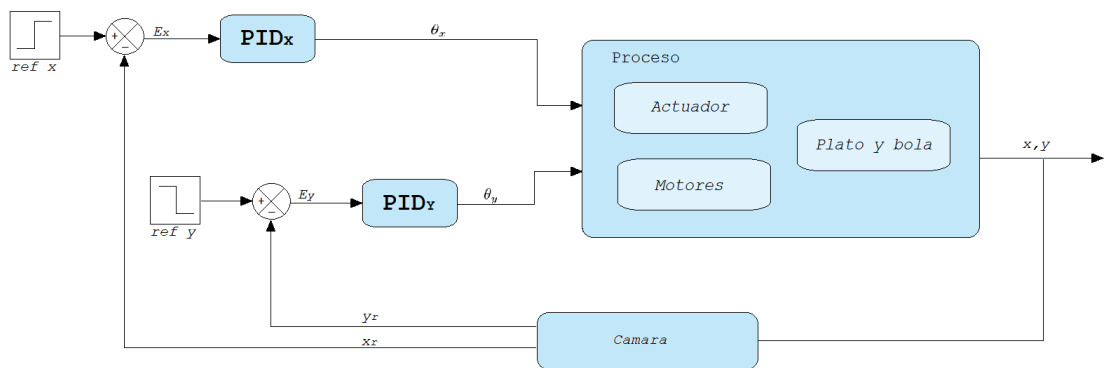 ref x
+
−
Ex
PIDx
θx
Proceso
Actuador
Motores
Plato y bola
x,y
ref y
+
−
Ey
PIDY
θy
yr
xr
Camara